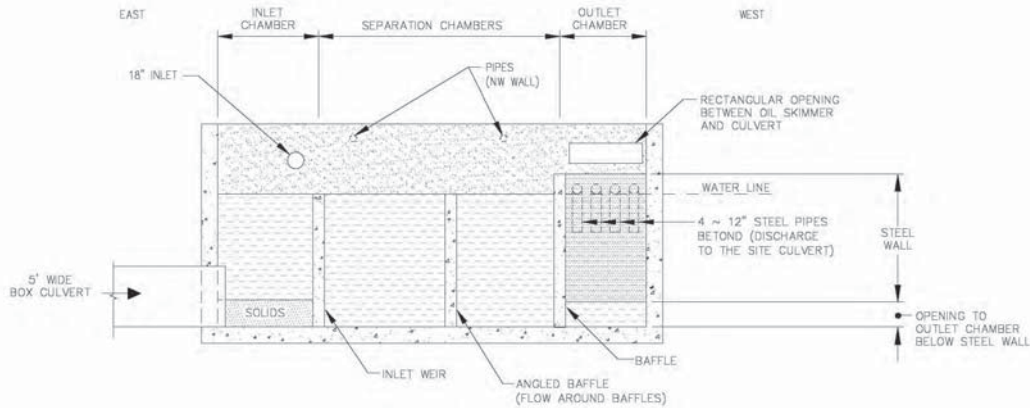 EAST
INLET
CHAMBER
SEPARATION CHAMBERS
OUTLET
CHAMBER
WEST
18" INLET
PIPES
(NW WALL)
RECTANGULAR OPENING
BETWEEN OIL SKIMMER
AND CULVERT
WATER LINE
4 ~ 12" STEEL PIPES
BETOND (DISCHARGE
TO THE SITE CULVERT)
STEEL
WALL
5' WIDE
BOX CULVERT
SOLIDS
OPENING TO
OUTLET CHAMBER
BELOW STEEL WALL
BAFFLE
INLET WEIR
ANGLED BAFFLE
(FLOW AROUND BAFFLES)